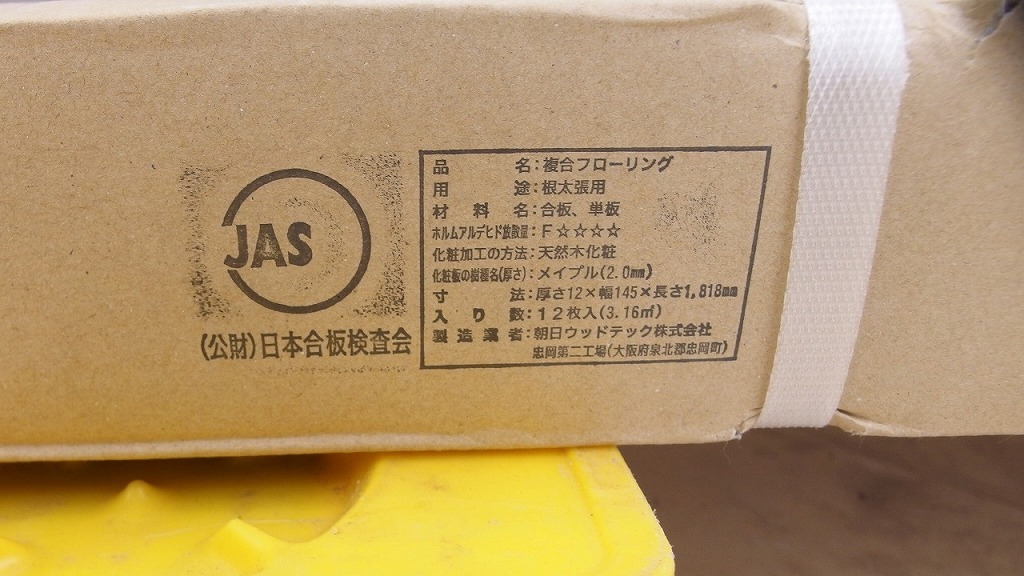 JAS
(公財)日本合板検査会
品名:複合フローリング
用途:根太張用
材料名:合板、単板
ホルムアルデヒド放散量:F☆☆☆☆
化粧加工の方法:天然木化粧
化粧板の樹種名(厚さ):メイプル(2.0㎜)
寸法:厚さ12×幅145×長さ1,818㎜
入り数:12枚入(3.16㎡)
製造業者:朝日ウッドテック株式会社
忠岡第二工場(大阪府泉北郡忠岡町)